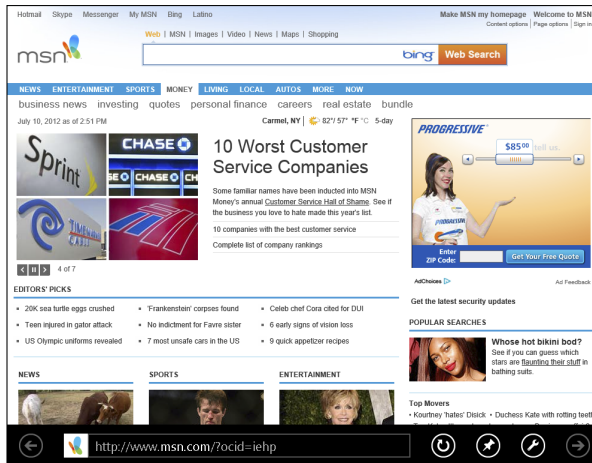 Hotmail Skype Messenger My MSN Bing Latino
Make MSN my homepage Welcome to MSN
Content options | Page options | Sign in
Web | MSN | Images | Video | News | Maps | Shopping
msn
bing Web Search
NEWS ENTERTAINMENT SPORTS MONEY LIVING LOCAL AUTOS MORE NOW
business news investing quotes personal finance careers real estate bundle
July 10, 2012 as of 2:51 PM
Carmel, NY | 82°/ 57° °F °C 5-day
Sprint
CHASE
CHASE CH
TIME WARNER
CABLE
10 Worst Customer
Service Companies
Some familiar names have been inducted into MSN
Money's annual Customer Service Hall of Shame. See if
the business you love to hate made this year's list.
10 companies with the best customer service
Complete list of company rankings
4 of 7
PROGRESSIVE
$8500 tell us.
PROGRESSIVE
Enter
ZIP Code:
Get Your Free Quote
AdChoices
Ad Feedback
EDITORS' PICKS
20K sea turtle eggs crushed
Teen injured in gator attack
US Olympic uniforms revealed
'Frankenstein' corpses found
No indictment for Favre sister
7 most unsafe cars in the US
Celeb chef Cora cited for DUI
6 early signs of vision loss
9 quick appetizer recipes
Get the latest security updates
POPULAR SEARCHES
Whose hot bikini bod?
See if you can guess which
stars are flaunting their stuff in
bathing suits.
NEWS
SPORTS
ENTERTAINMENT
Top Movers
• Kourtney 'hates' Disick • Duchess Kate with rotting teeth
http://www.msn.com/?ocid=iehp